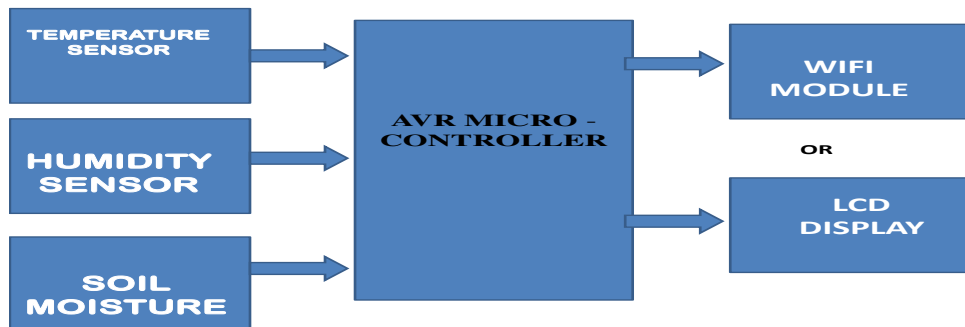 TEMPERATURE
SENSOR
HUMIDITY
SENSOR
SOIL
MOISTURE
AVR MICRO -
CONTROLLER
WIFI
MODULE
OR
LCD
DISPLAY